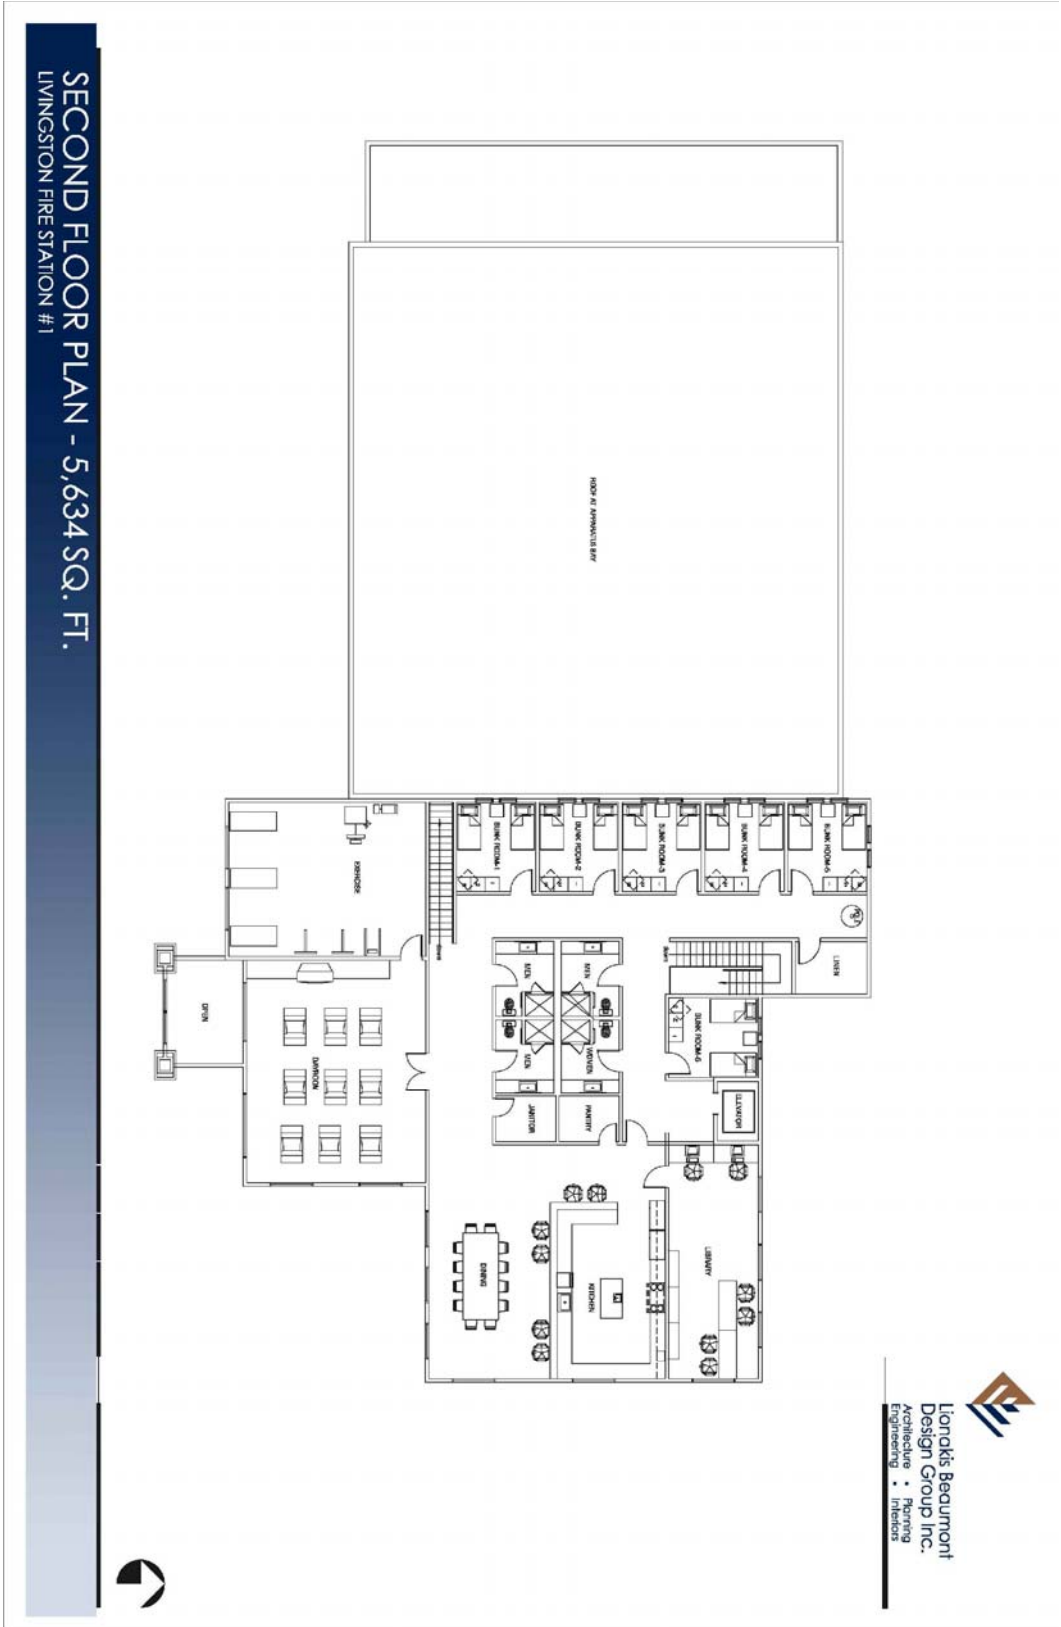 SECOND FLOOR PLAN - 5,634 SQ. FT.
LIVINGSTON FIRE STATION #1
ROOF AT APPARATUS BAY
BUNK ROOM-1
BUNK ROOM-2
BUNK ROOM-3
BUNK ROOM-4
BUNK ROOM-5
EXERCISE
LINEN
MEN
MEN
MEN
WOMEN
BUNK ROOM-6
OPEN
DAYROOM
JANITOR
PANTRY
ELEVATOR
DINING
KITCHEN
LIBRARY
Lionakis Beaumont
Design Group Inc.
Architecture • Planning
Engineering • Interiors